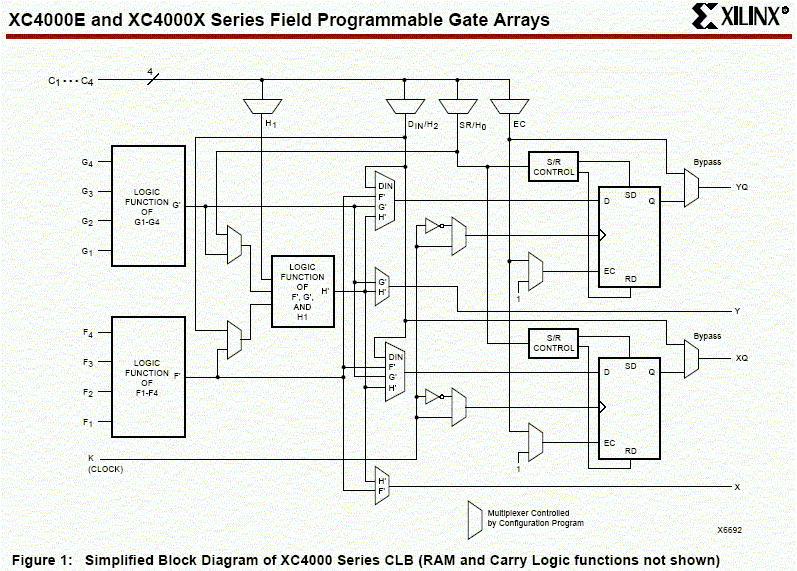 XC4000E and XC4000X Series Field Programmable Gate Arrays
XILINX®
C1 • • • C4
4
H1
DIN/H2
SR/H0
EC
G4
G3
G2
G1
LOGIC
FUNCTION
OF
G1-G4
G'
DIN
F'
G'
H'
S/R
CONTROL
Bypass
D
SD
Q
YQ
EC
RD
1
LOGIC
FUNCTION
OF
F', G',
AND
H1
H'
G'
H'
Y
F4
F3
F2
F1
LOGIC
FUNCTION
OF
F1-F4
F'
DIN
F'
G'
H'
S/R
CONTROL
Bypass
D
SD
Q
XQ
EC
RD
1
K
(CLOCK)
H'
F'
X
Multiplexer Controlled
by Configuration Program
X6692
Figure 1: Simplified Block Diagram of XC4000 Series CLB (RAM and Carry Logic functions not shown)